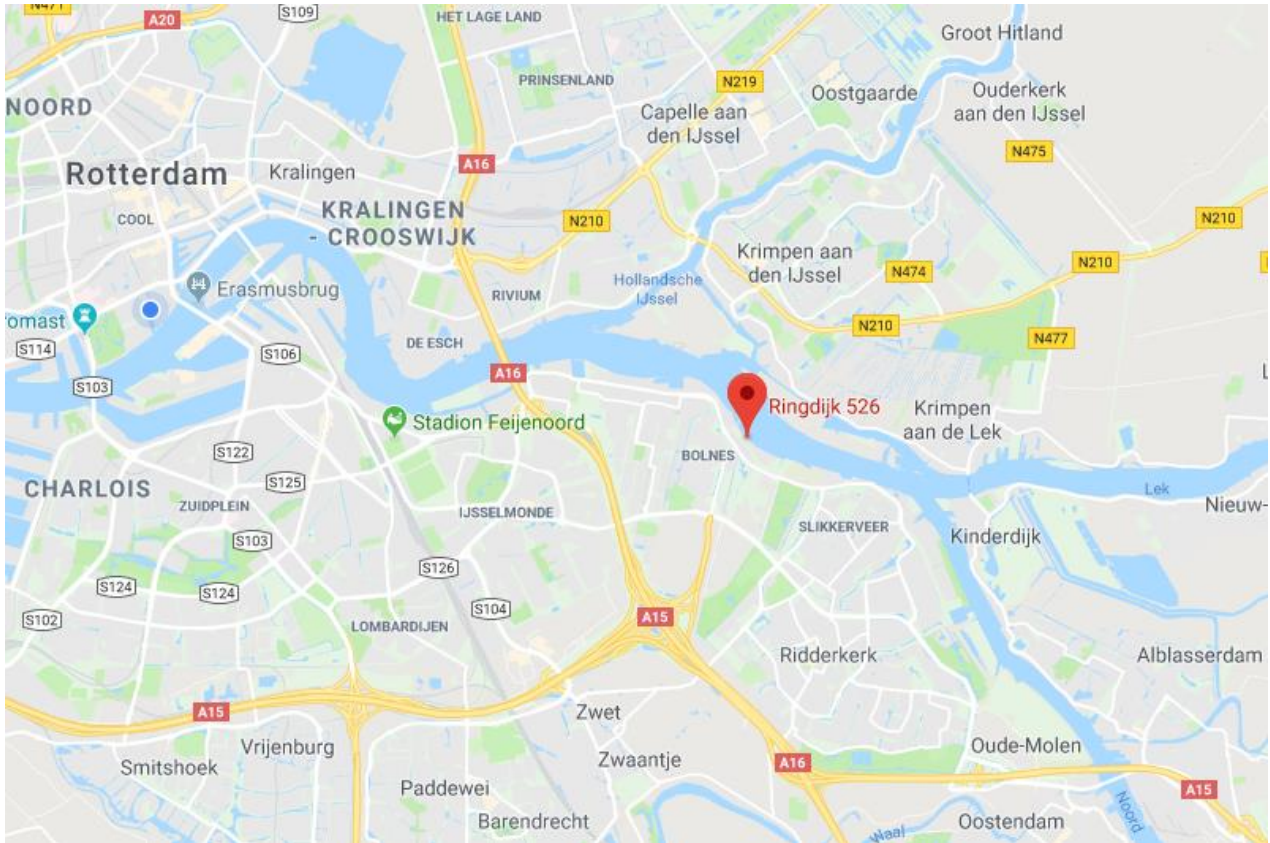 N471
A20
S109
HET LAGE LAND
Groot Hitland
PRINSENLAND
N219
Oostgaarde
Ouderkerk
aan den IJssel
NOORD
Capelle aan
den IJssel
N475
A16
Rotterdam
Kralingen
COOL
KRALINGEN
- CROOSWIJK
N210
N210
Krimpen aan
den IJssel
N474
N210
Hollandsche
IJssel
Erasmusbrug
RIVIUM
romast
N210
N477
S114
S106
DE ESCH
A16
S103
Ringdijk 526
Krimpen
aan de Lek
Stadion Feijenoord
S122
BOLNES
CHARLOIS
S125
Lek
ZUIDPLEIN
IJSSELMONDE
Nieuw-
SLIKKERVEER
S103
Kinderdijk
S126
S124
S124
S104
S102
A15
LOMBARDIJEN
Ridderkerk
Alblasserdam
A15
Zwet
Vrijenburg
Oude-Molen
Smitshoek
Zwaantje
A16
Paddewei
A15
Noord
Barendrecht
Waal
Oostendam